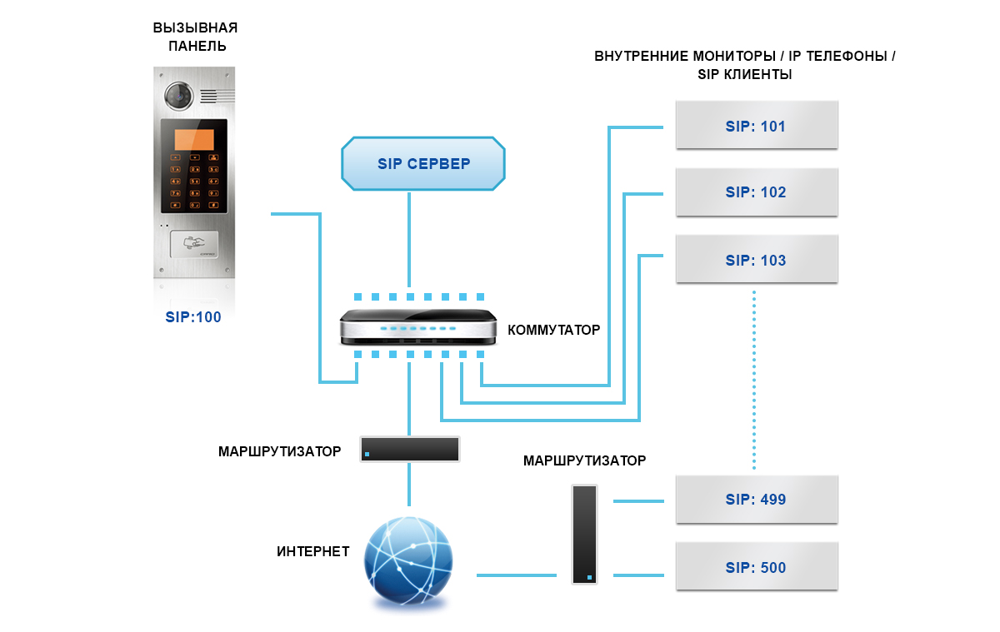 ВЫЗЫВНАЯ
ПАНЕЛЬ
ВНУТРЕННИЕ МОНИТОРЫ / IP ТЕЛЕФОНЫ /
SIP КЛИЕНТЫ
SIP: 101
SIP СЕРВЕР
SIP: 102
SIP: 103
SIP:100
КОММУТАТОР
МАРШРУТИЗАТОР
МАРШРУТИЗАТОР
SIP: 499
ИНТЕРНЕТ
SIP: 500